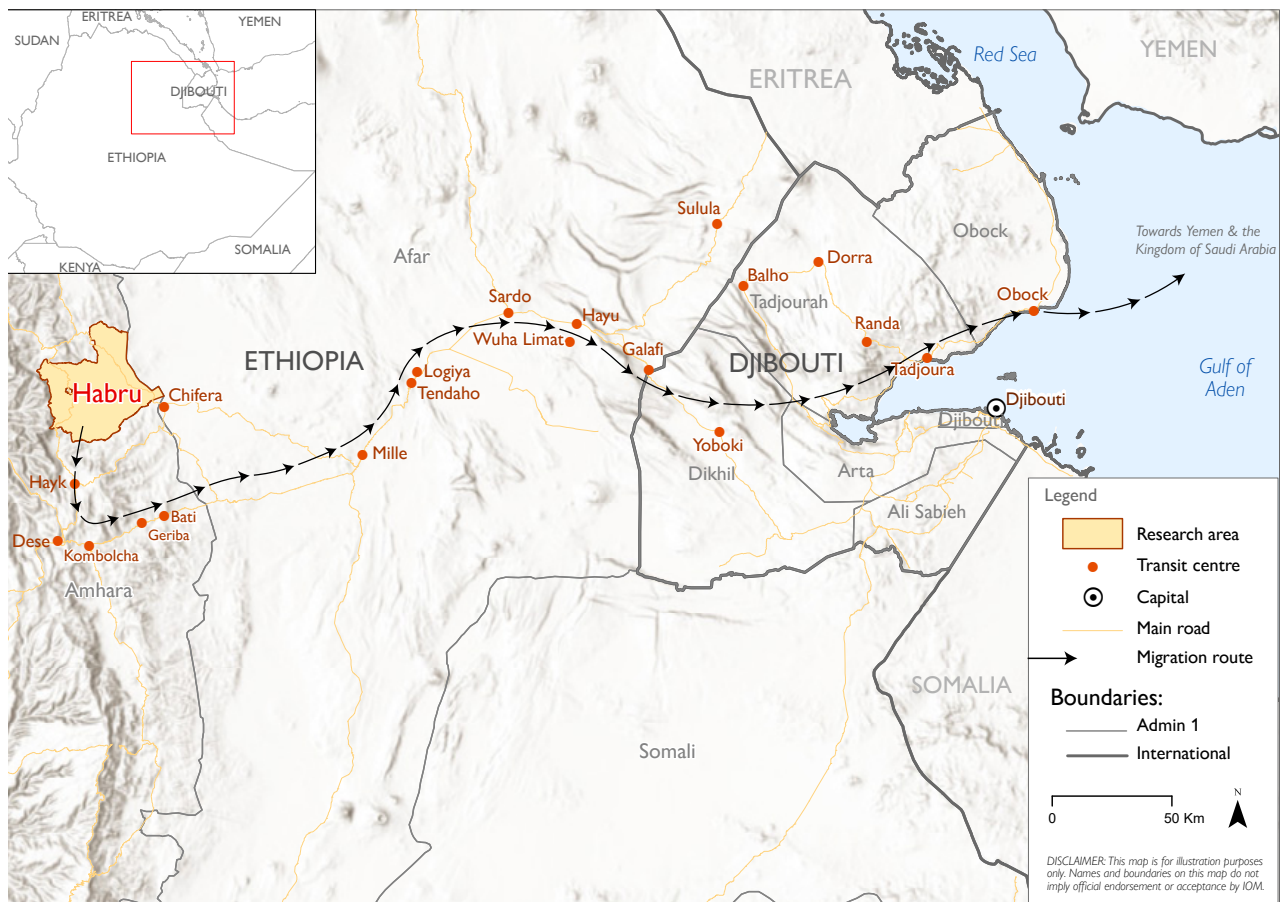 ERITREA
YEMEN
SUDAN
DJIBOUTI
ETHIOPIA
SOMALIA
KENYA
Red Sea
YEMEN
ERITREA
Sulula
Obock
Towards Yemen & the
Kingdom of Saudi Arabia
Afar
Dorra
Balho
Tadjourah
Sardo
Obock
Hayu
Randa
Wuha Limat
Galafi
ETHIOPIA
DJIBOUTI
Tadjoura
Gulf of
Aden
Logiya
Tendaho
Habru
Chifera
Djibouti
Djibouti
Yoboki
Mille
Dikhil
Arta
Hayk
Ali Sabieh
Bati
Geriba
Dese
Kombolcha
Amhara
SOMALIA
Somali
Legend
Research area
Transit centre
Capital
Main road
Migration route
Boundaries:
Admin 1
International
N
0 50 Km
DISCLAIMER: This map is for illustration purposes
only. Names and boundaries on this map do not
imply official endorsement or acceptance by IOM.